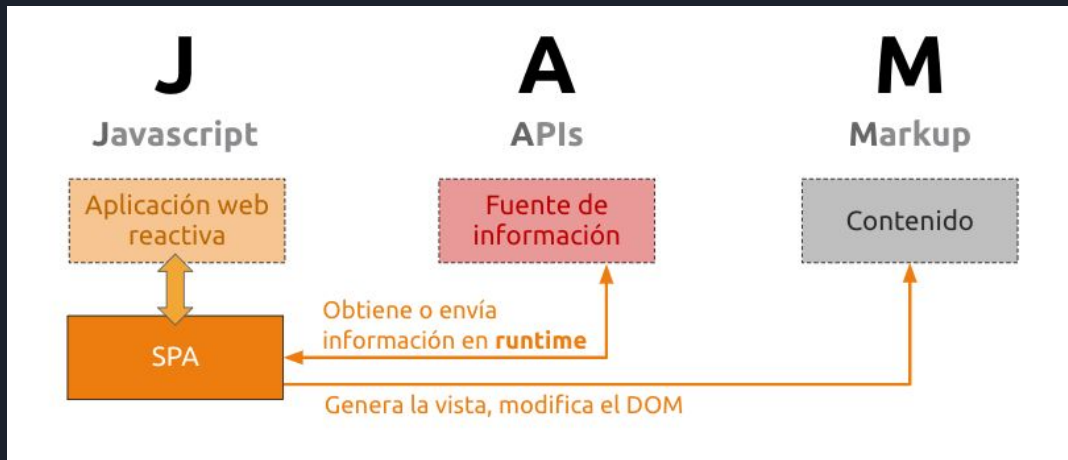 J
A
M
Javascript
APIs
Markup
Aplicación web
reactiva
Fuente de
información
Contenido
Obtiene o envía
información en runtime
SPA
Genera la vista, modifica el DOM